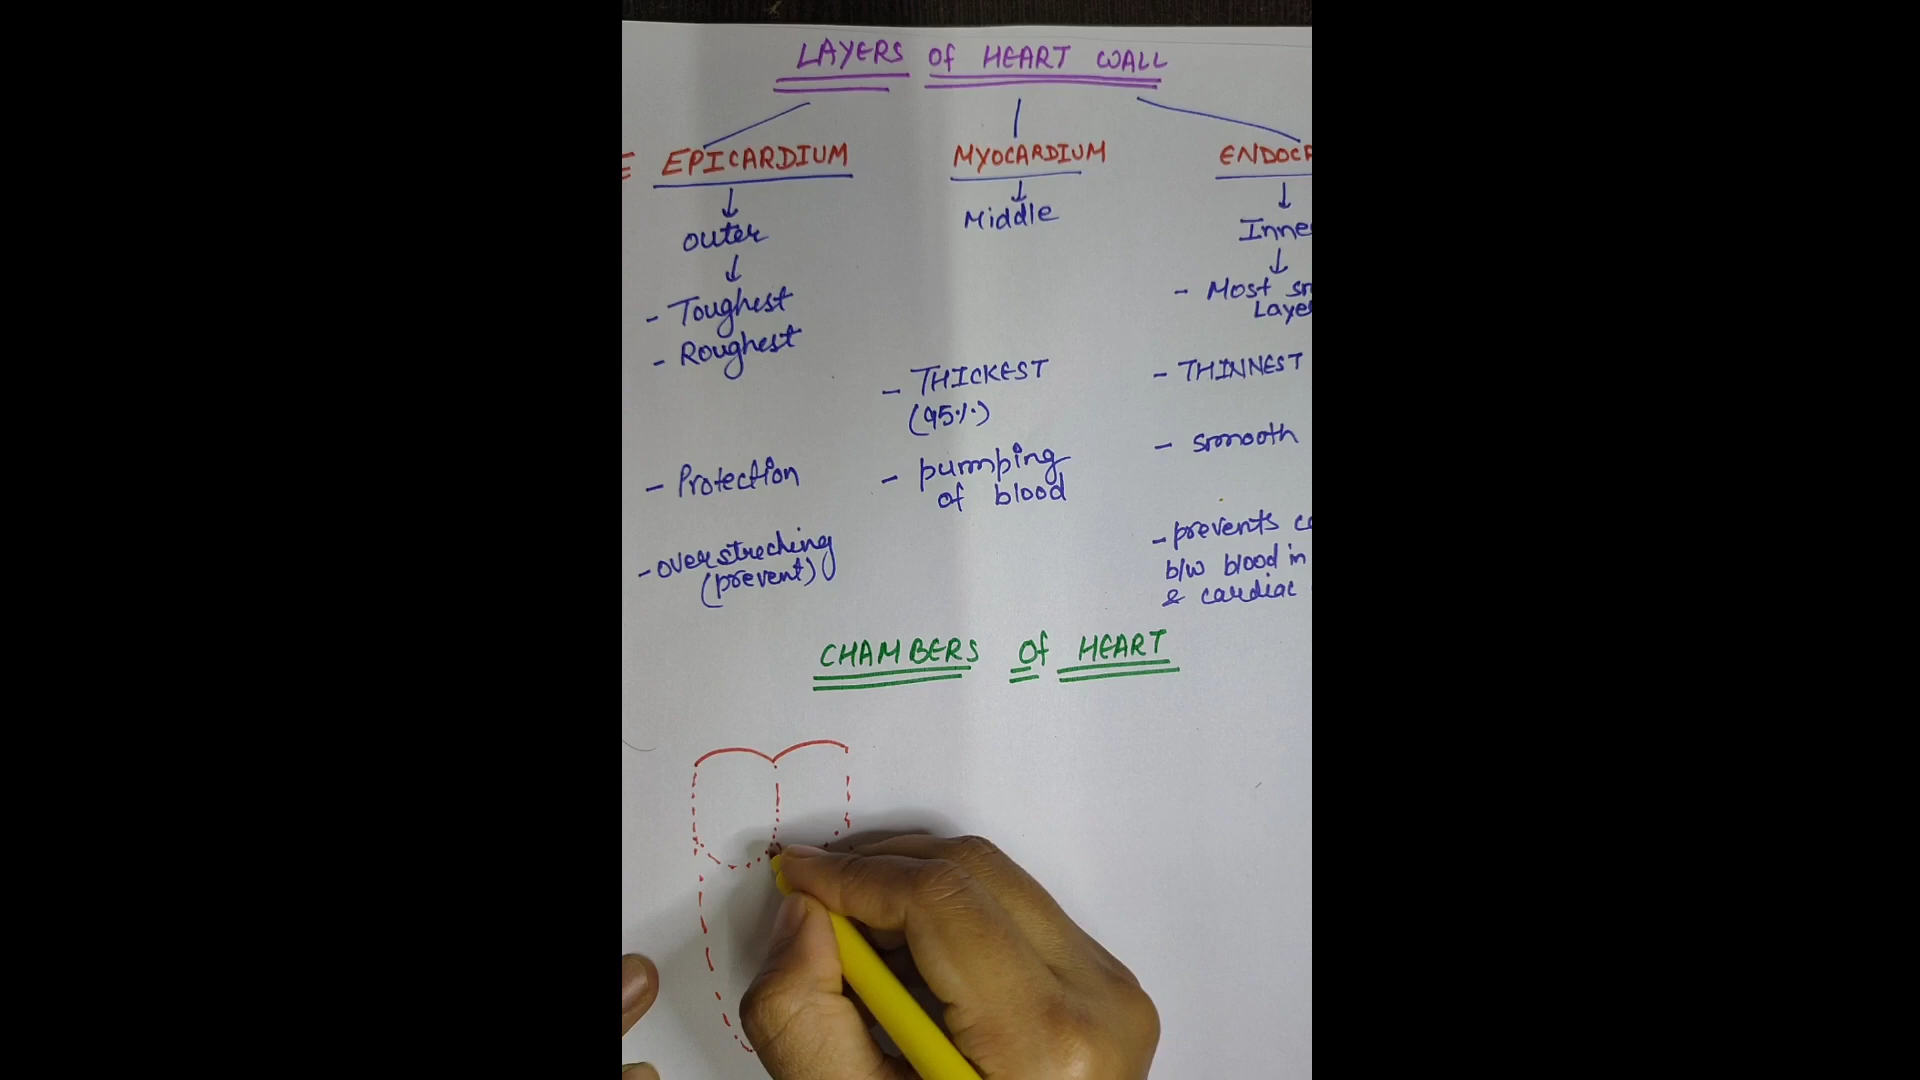 LAYERS of HEART WALL
E EPICARDIUM
outer
- Toughest
- Roughest
- Protection
- overstreching
(prevent)
MYOCARDIUM
Middle
- THICKEST
(95%)
- pumping
of blood
ENDOC
Inne
- Most
Laye
- THINNEST
- smooth
- prevents
b/w blood in
& cardiac
CHAMBERS of HEART